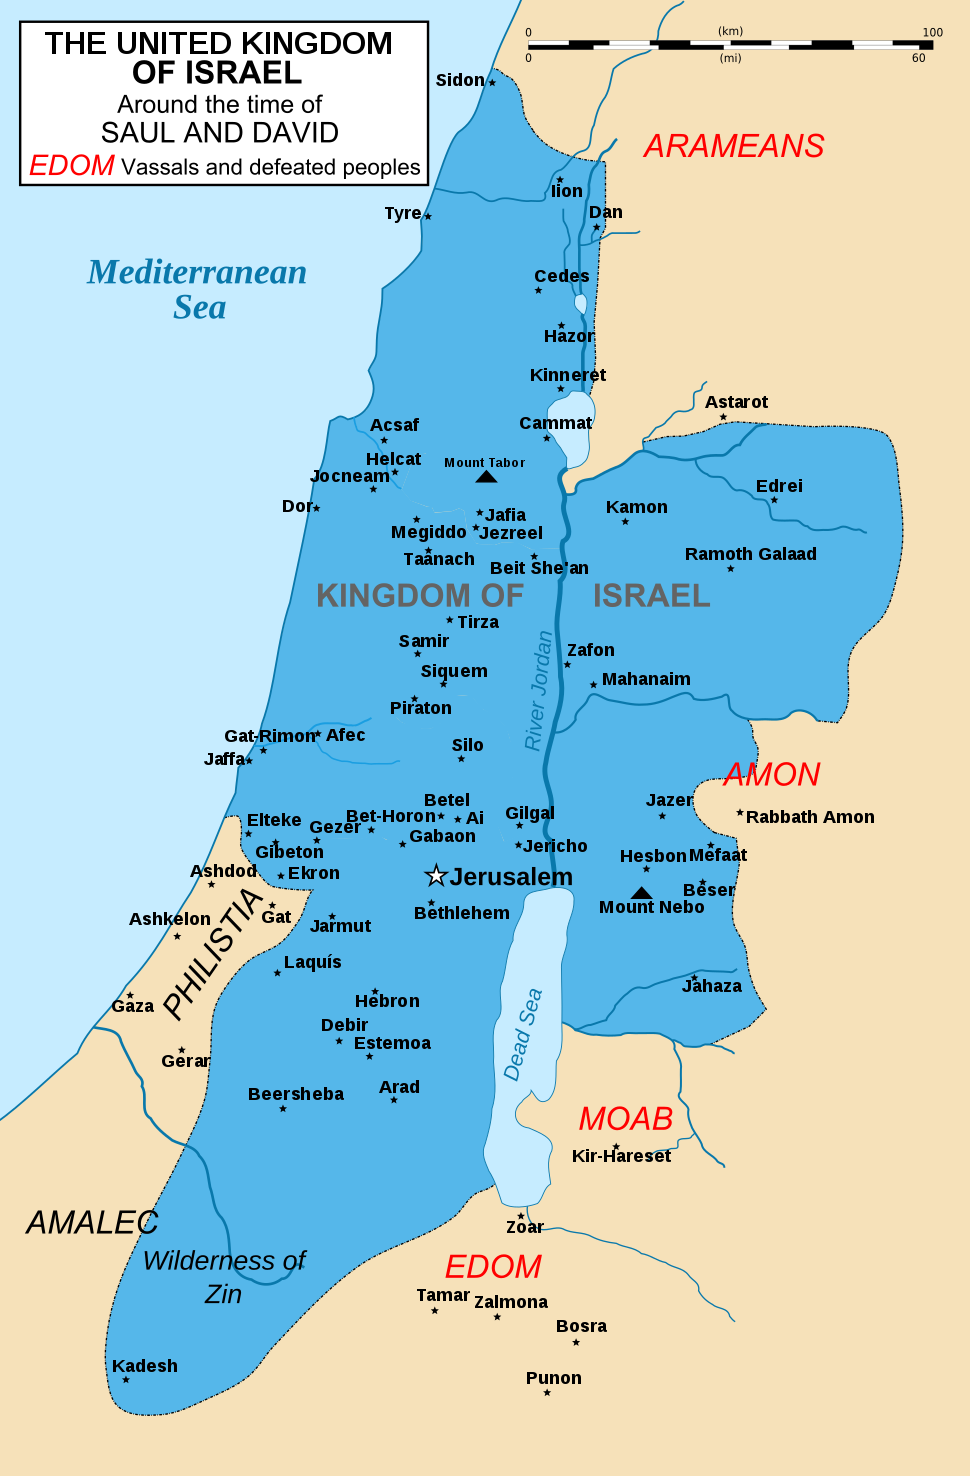 THE UNITED KINGDOM
OF ISRAEL
Around the time of
SAUL AND DAVID
EDOM Vassals and defeated peoples
0 (km) 100
0 (mi) 60
Sidon
ARAMEANS
Iion
Tyre
Dan
Mediterranean
Sea
Cedes
Hazor
Kinneret
Astarot
Acsaf
Cammat
Helcat
Mount Tabor
Jocneam
Edrei
Dor
Kamon
Jafia
Megiddo
Jezreel
Taanach
Ramoth Galaad
Beit She'an
KINGDOM OF ISRAEL
Tirza
Samir
Zafon
Siquem
Mahanaim
River Jordan
Piraton
Gat-Rimon
Afec
Silo
Jaffa
AMON
Betel
Jazer
Bet-Horon
Ai
Gilgal
Rabbath Amon
Elteke
Gezer
Gabaon
Jericho
Gibeton
Hesbon
Mefaat
Ashdod
Ekron
Jerusalem
Beser
Ashkelon
Gat
Bethlehem
Mount Nebo
Jarmut
PHILISTIA
Laquís
Jahaza
Gaza
Hebron
Debir
Dead Sea
Estemoa
Gerar
Beersheba
Arad
MOAB
Kir-Hareset
AMALEC
Zoar
Wilderness of
Zin
EDOM
Tamar
Zalmona
Bosra
Kadesh
Punon